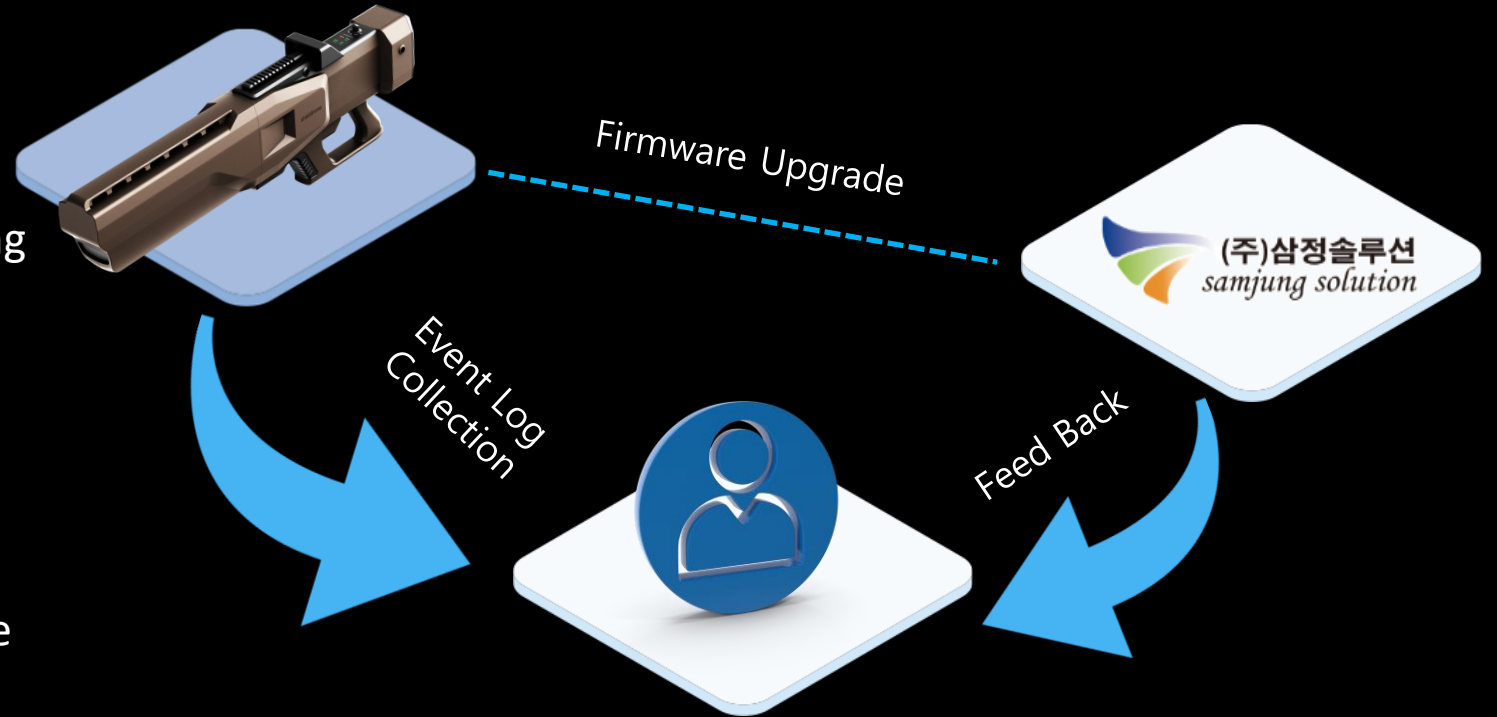 Firmware Upgrade
(주)삼정솔루션
samjung solution
Event Log
Collection
Feed Back